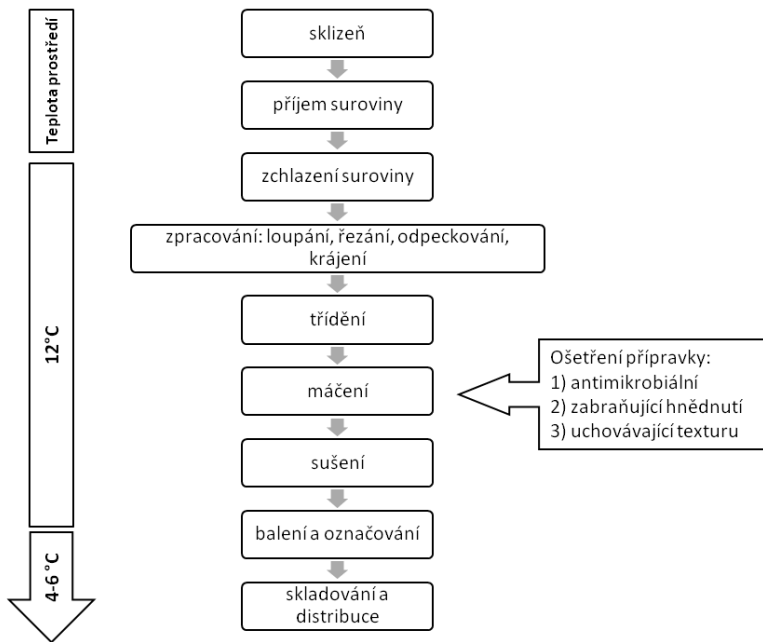 Teplota prostředí
12°C
4-6 °C
sklizeň
příjem suroviny
zchlazení suroviny
zpracování: loupání, řezání, odpeckování,
krájení
třídění
máčení
sušení
balení a označování
skladování a
distribuce
Ošetření přípravky:
1) antimikrobiální
2) zabraňující hnědnutí
3) uchovávající texturu